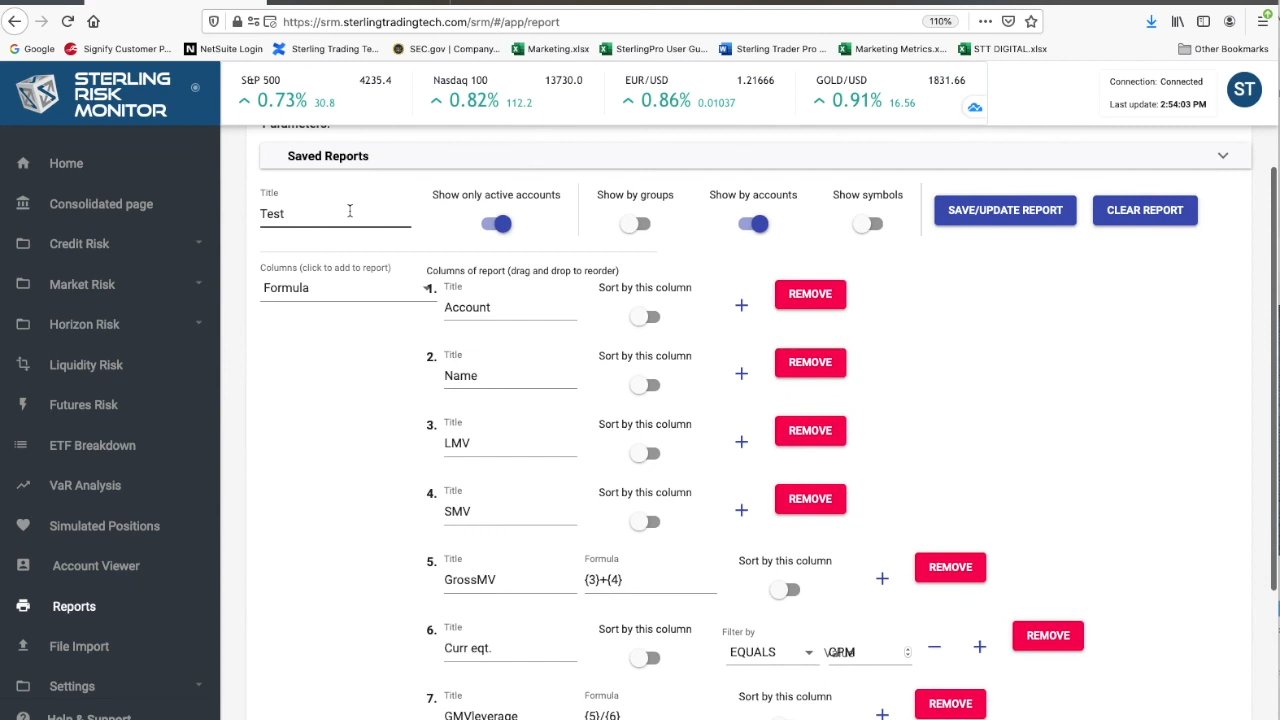 https://srm.sterlingtradingtech.com/srm/#/app/report
110%
Google
Signify Customer P...
NetSuite Login
Sterling Trading Te...
SEC.gov | Company...
Marketing.xlsx
SterlingPro User Gu...
Sterling Trader Pro ...
Marketing Metrics.x...
STT DIGITAL.xlsx
Other Bookmarks
STERLING
RISK
MONITOR
S&P 500 4235.4
0.73% 30.8
Nasdaq 100 13730.0
0.82% 112.2
EUR/USD 1.21666
0.86% 0.01037
GOLD/USD 1831.66
0.91% 16.56
Connection: Connected
Last update: 2:54:03 PM
ST
Home
Consolidated page
Credit Risk
Market Risk
Horizon Risk
Liquidity Risk
Futures Risk
ETF Breakdown
VaR Analysis
Simulated Positions
Account Viewer
Reports
File Import
Settings
Help & Support
Parameters:
Saved Reports
Title
Test
Show only active accounts
Show by groups
Show by accounts
Show symbols
SAVE/UPDATE REPORT
CLEAR REPORT
Columns (click to add to report)
Formula
Columns of report (drag and drop to reorder)
1. Title
Account
Sort by this column
+
REMOVE
2. Title
Name
Sort by this column
+
REMOVE
3. Title
LMV
Sort by this column
+
REMOVE
4. Title
SMV
Sort by this column
+
REMOVE
5. Title
GrossMV
Formula
{3}+{4}
Sort by this column
+
REMOVE
6. Title
Curr eqt.
Sort by this column
Filter by
EQUALS
Value
− +
REMOVE
7. Title
GMVleverage
Formula
{5}/{6}
Sort by this column
+
REMOVE